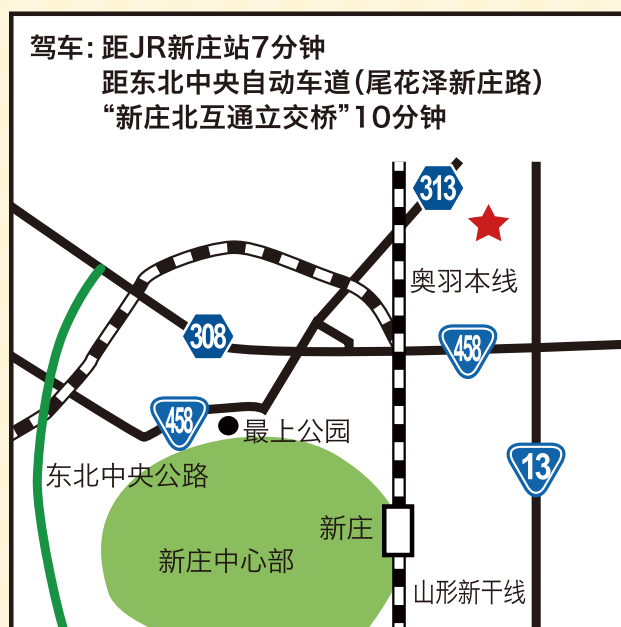 驾车：距JR新庄站7分钟
距东北中央自动车道（尾花泽新庄路）
“新庄北互通立交桥”10分钟
313
奥羽本线
308
458
458
最上公园
东北中央公路
13
新庄
新庄中心部
山形新干线